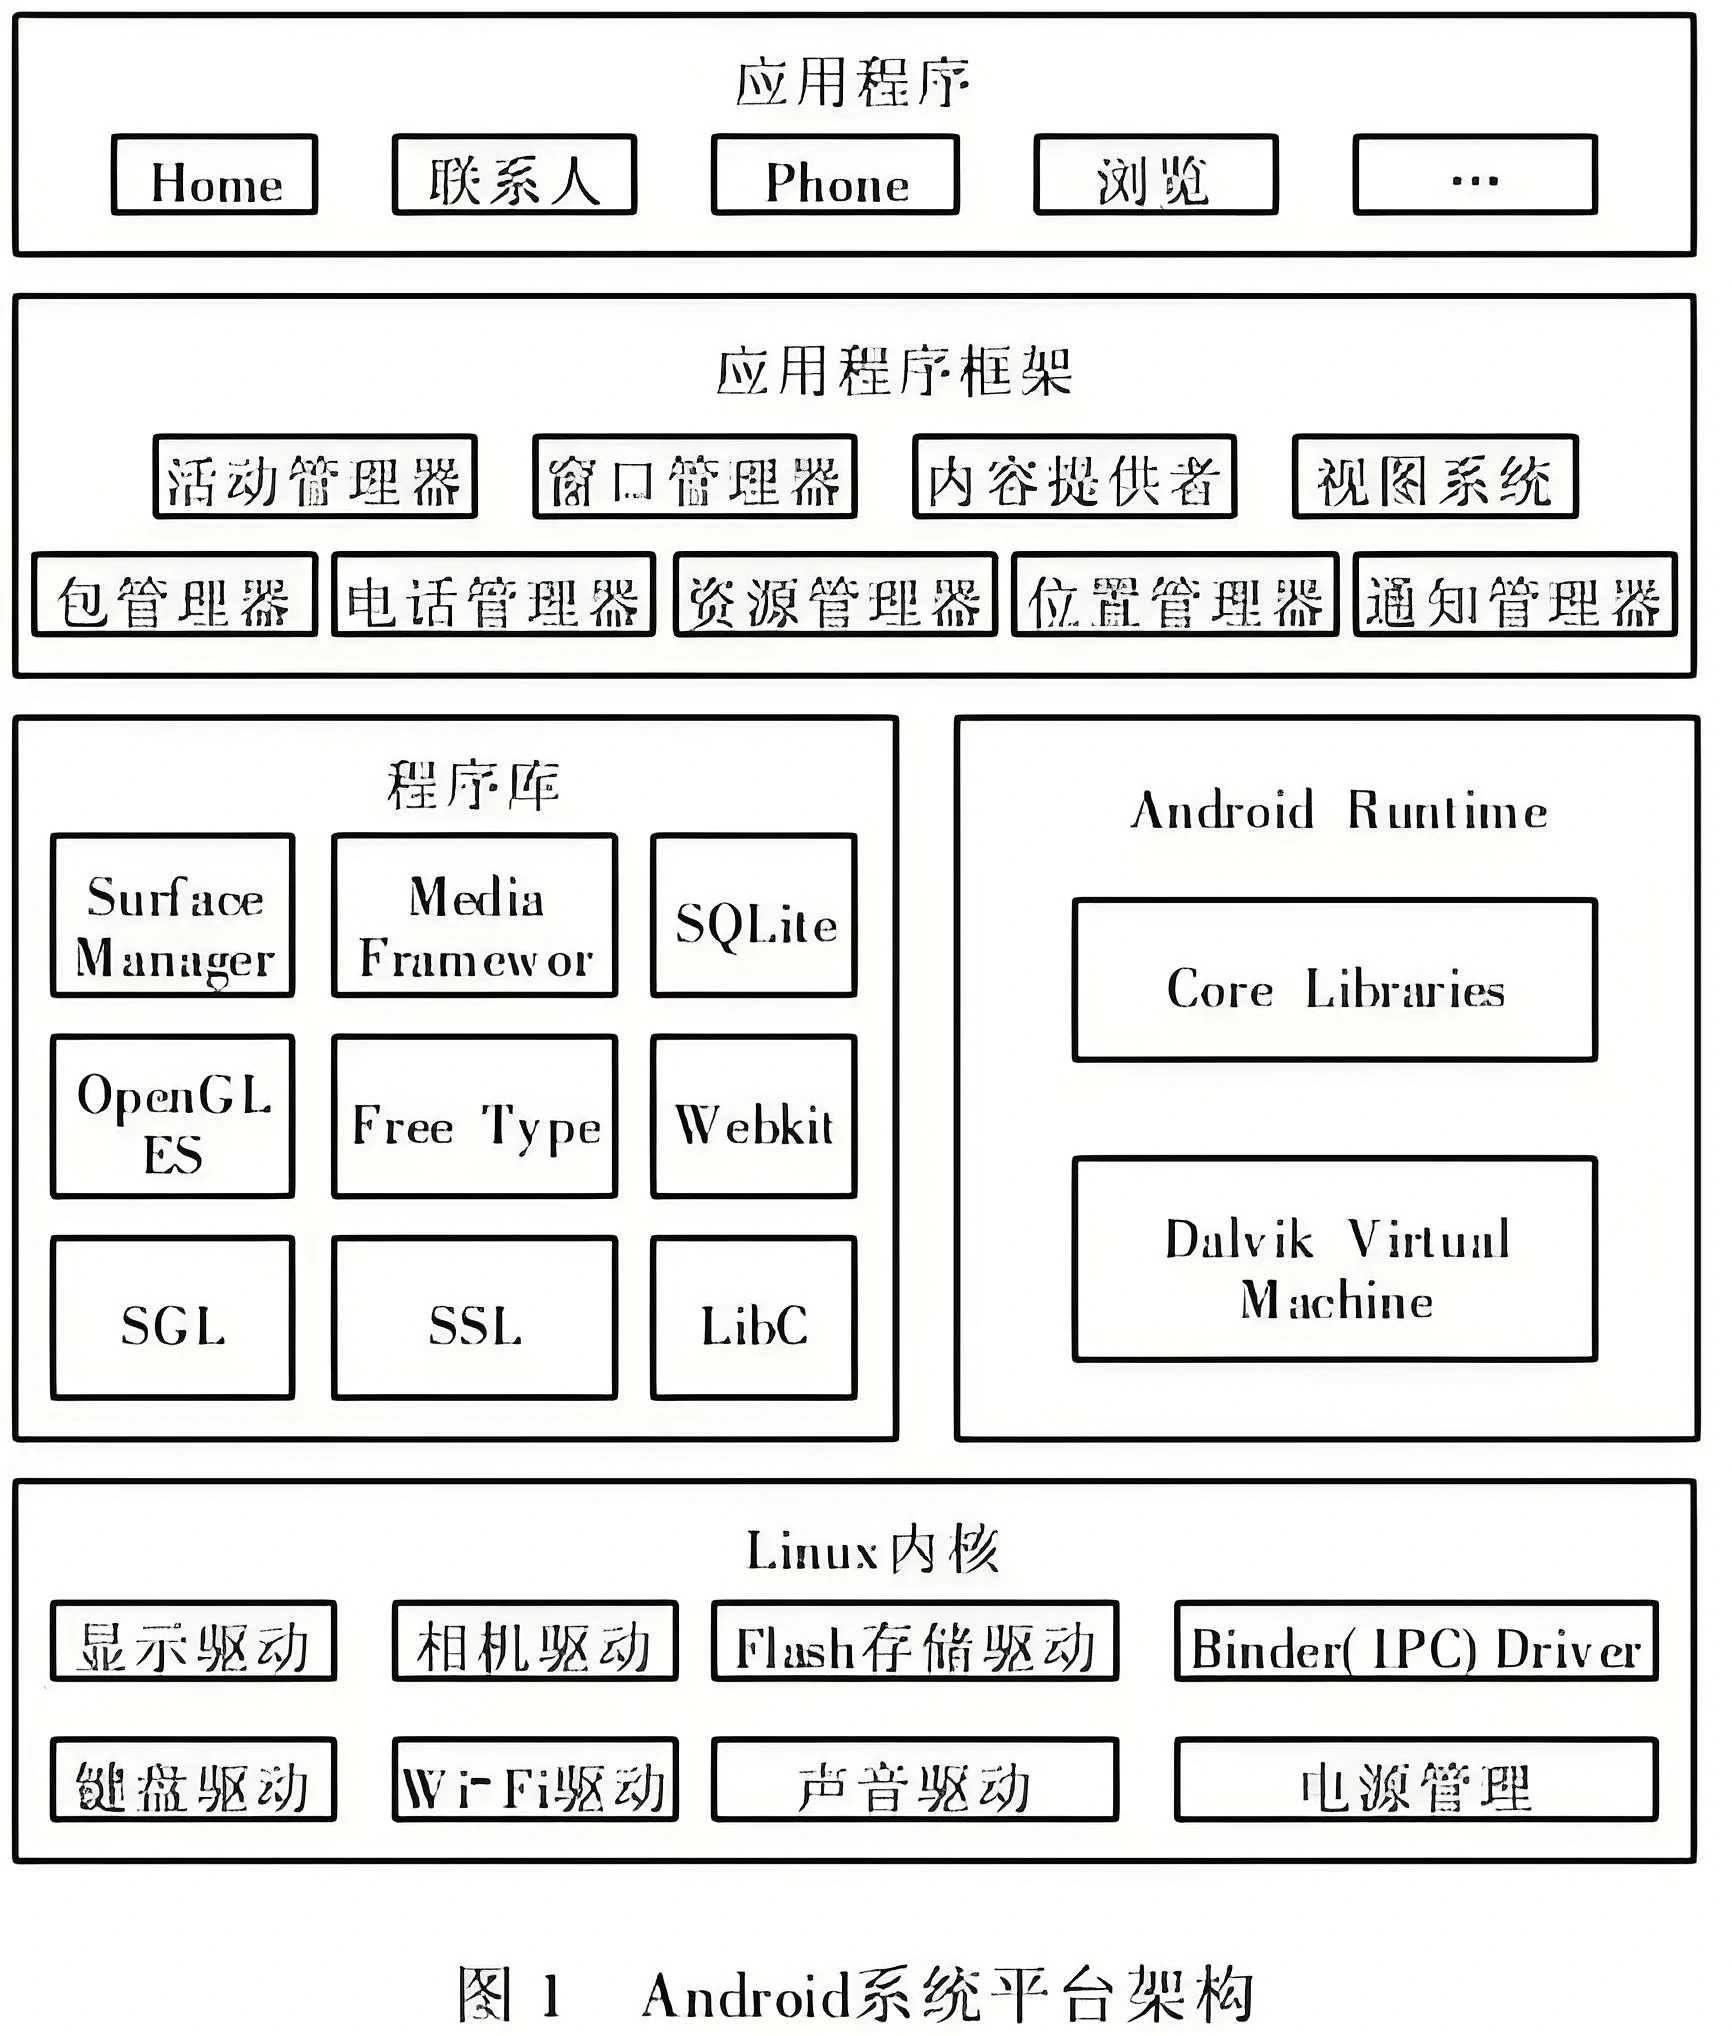 应用程序
Home 联系人 Phone 浏览 …
应用程序框架
活动管理器 窗口管理器 内容提供者 视图系统
包管理器 电话管理器 资源管理器 位置管理器 通知管理器
程序库
Surface
Manager
Media
Framewor
SQLite
OpenGL
ES
Free Type
Webkit
SGL SSL LibC
Android Runtime
Core Libraries
Dalvik Virtual
Machine
Linux内核
显示驱动 相机驱动 Flash存储驱动 Binder(IPC) Driver
键盘驱动 Wi-Fi驱动 声音驱动 电源管理
图 1 Android系统平台架构